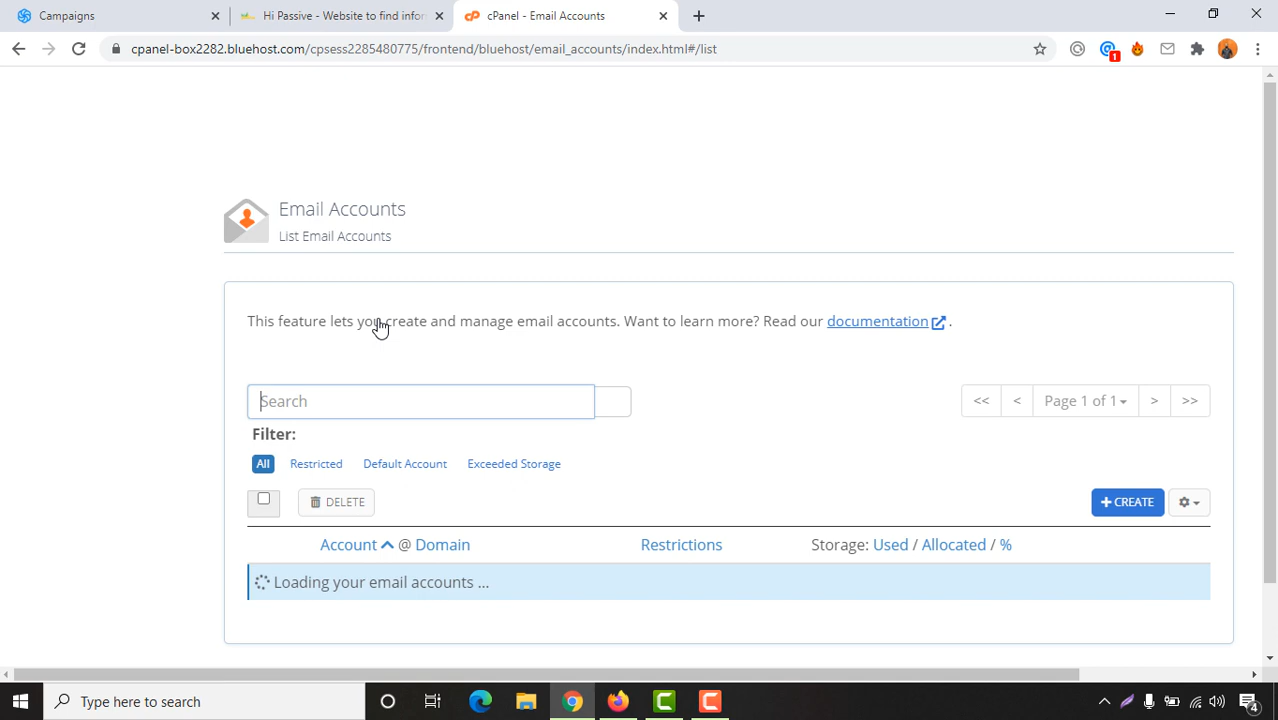 Campaigns
Hi Passive - Website to find infor
cPanel - Email Accounts
cpanel-box2282.bluehost.com/cpsess2285480775/frontend/bluehost/email_accounts/index.html#/list
1
Email Accounts
List Email Accounts
This feature lets you create and manage email accounts. Want to learn more? Read our documentation .
Search
<< < Page 1 of 1 > >>
Filter:
All Restricted Default Account Exceeded Storage
DELETE
+ CREATE
Account @ Domain Restrictions Storage: Used / Allocated / %
Loading your email accounts ...
Type here to search
4